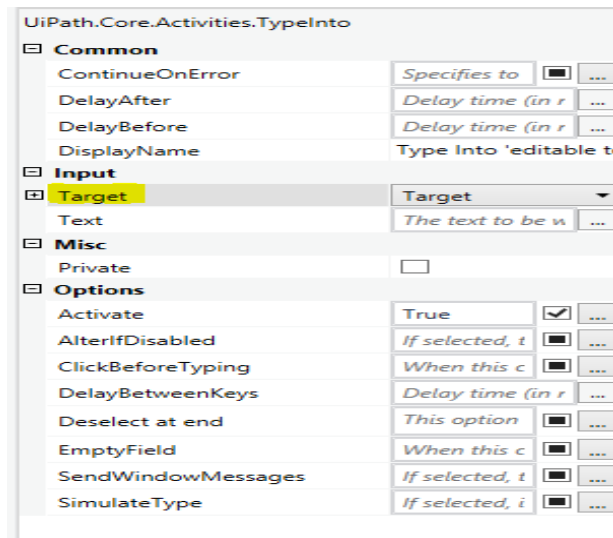 UiPath.Core.Activities.TypeInto
Common
ContinueOnError Specifies to ...
DelayAfter Delay time (in r ...
DelayBefore Delay time (in r ...
DisplayName Type Into 'editable t
Input
Target Target
Text The text to be w ...
Misc
Private
Options
Activate True ...
AlterIfDisabled If selected, t ...
ClickBeforeTyping When this c ...
DelayBetweenKeys Delay time (in r ...
Deselect at end This option ...
EmptyField When this c ...
SendWindowMessages If selected, t ...
SimulateType If selected, i ...